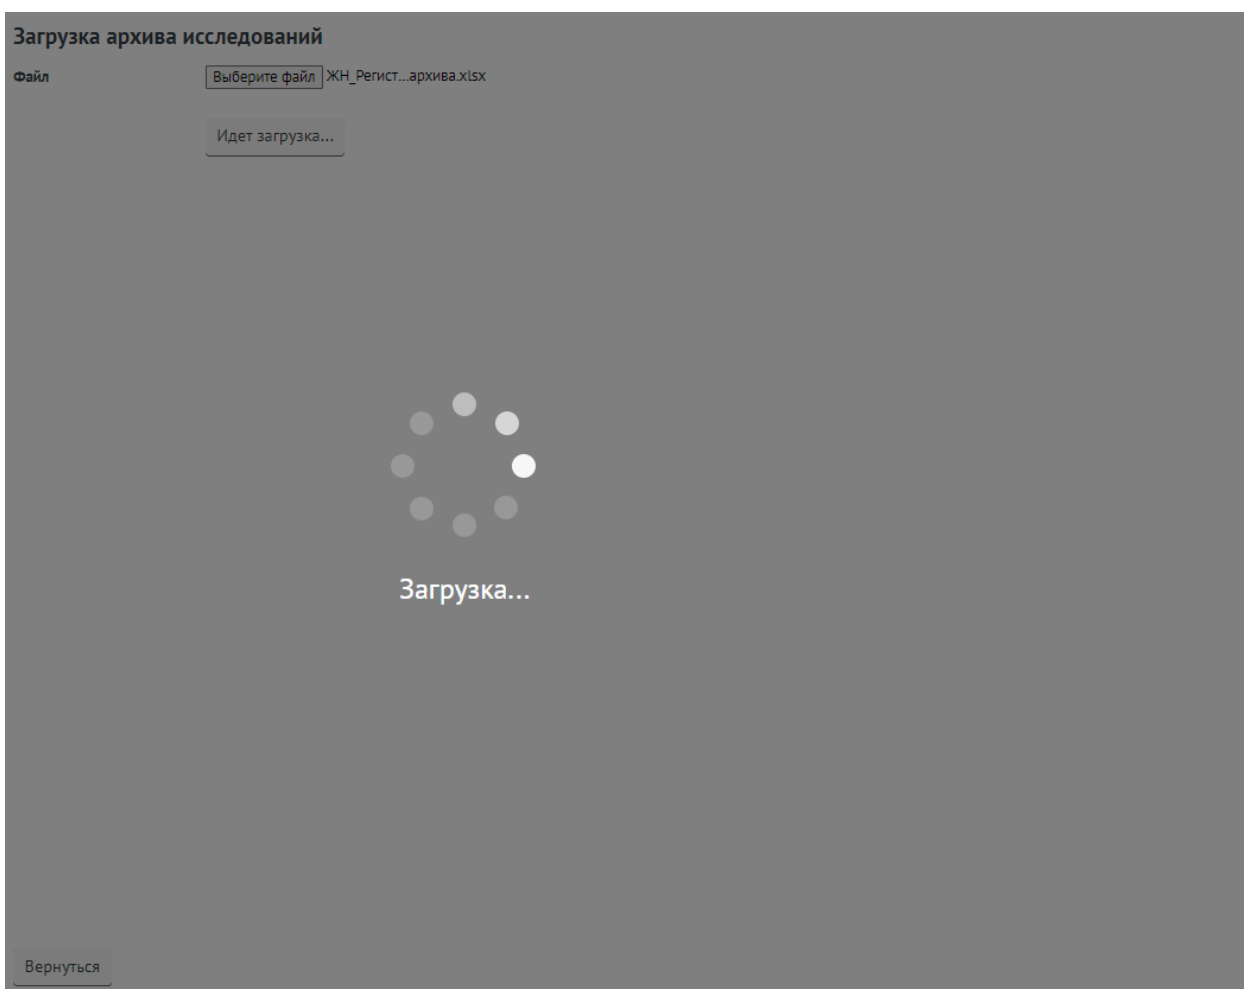 Загрузка архива исследований
Файл Выберите файл ЖН_Регист...архива.xlsx
Идет загрузка...
Загрузка...
Вернуться